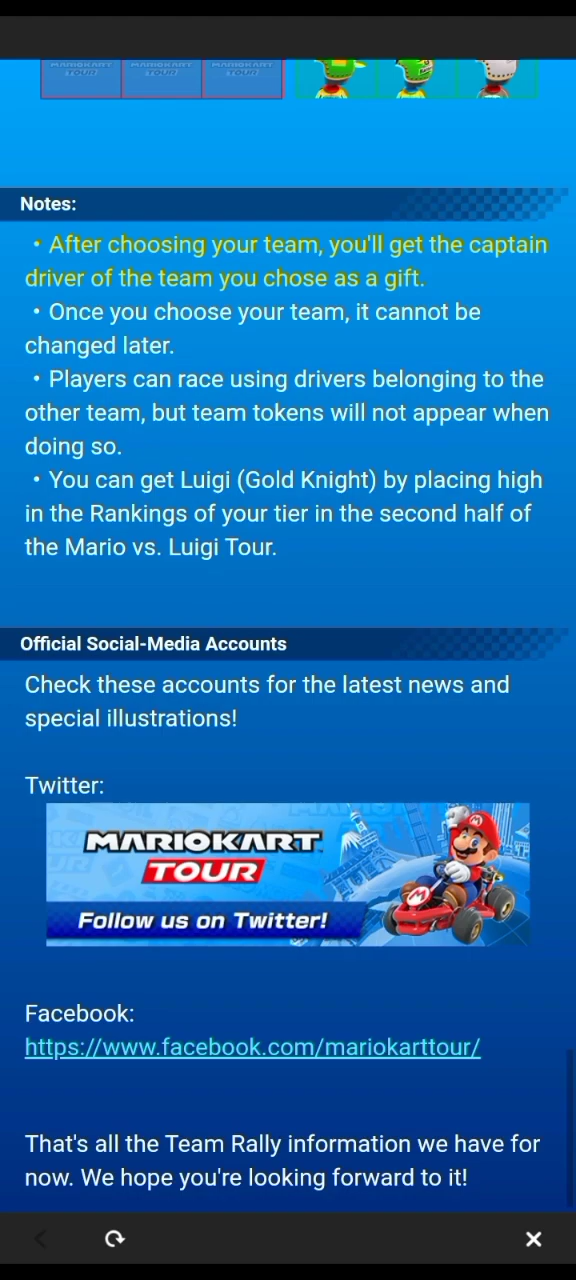 MARIOKART MARIOKART MARIOKART
TOUR TOUR TOUR
Notes:
・After choosing your team, you'll get the captain
driver of the team you chose as a gift.
・Once you choose your team, it cannot be
changed later.
・Players can race using drivers belonging to the
other team, but team tokens will not appear when
doing so.
・You can get Luigi (Gold Knight) by placing high
in the Rankings of your tier in the second half of
the Mario vs. Luigi Tour.
Official Social-Media Accounts
Check these accounts for the latest news and
special illustrations!
Twitter:
MARIOKART
TOUR
Follow us on Twitter!
Facebook:
https://www.facebook.com/mariokarttour/
That's all the Team Rally information we have for
now. We hope you're looking forward to it!